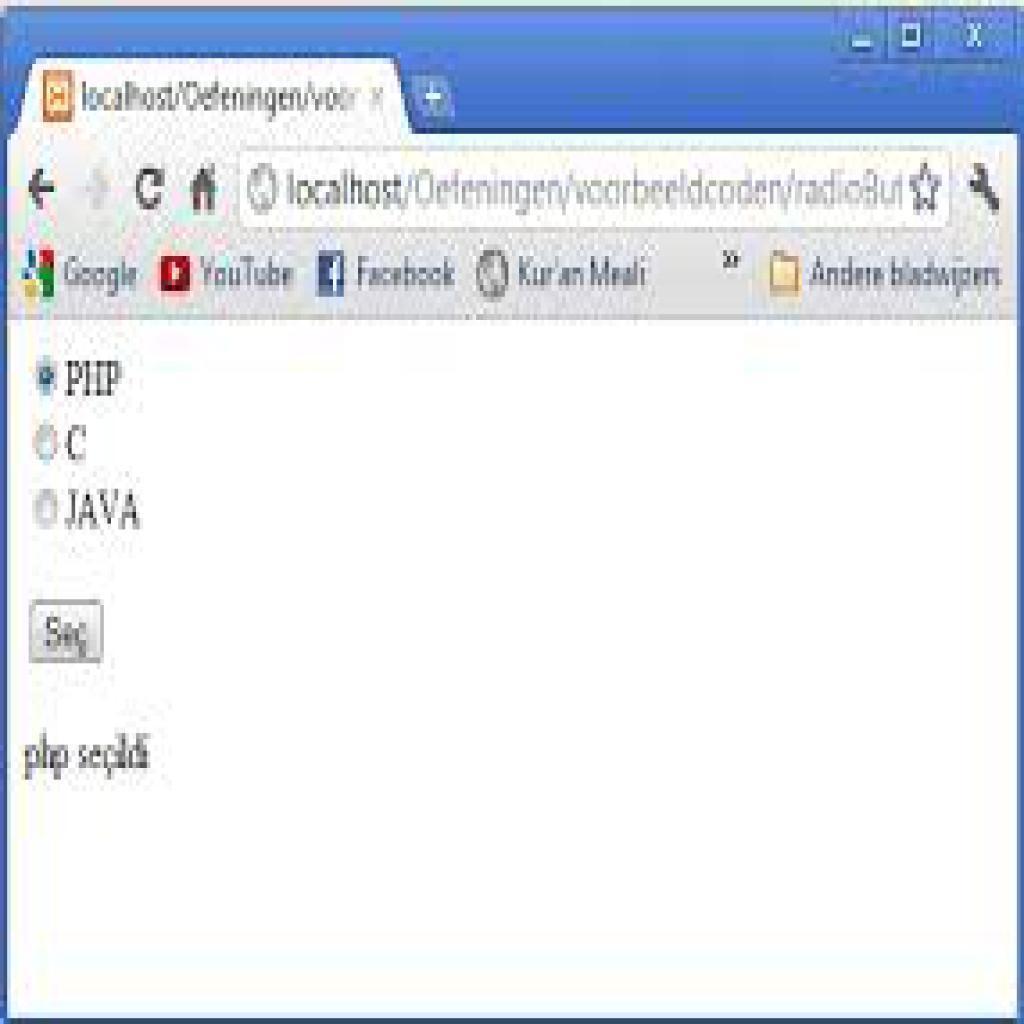 localhost/Oefeningen/voor
localhost/Oefeningen/voorbeeldcoden/radioBut
Google YouTube Facebook Kur'an Meali » Andere bladwijzers
PHP
C
JAVA
Seç
php seçildi